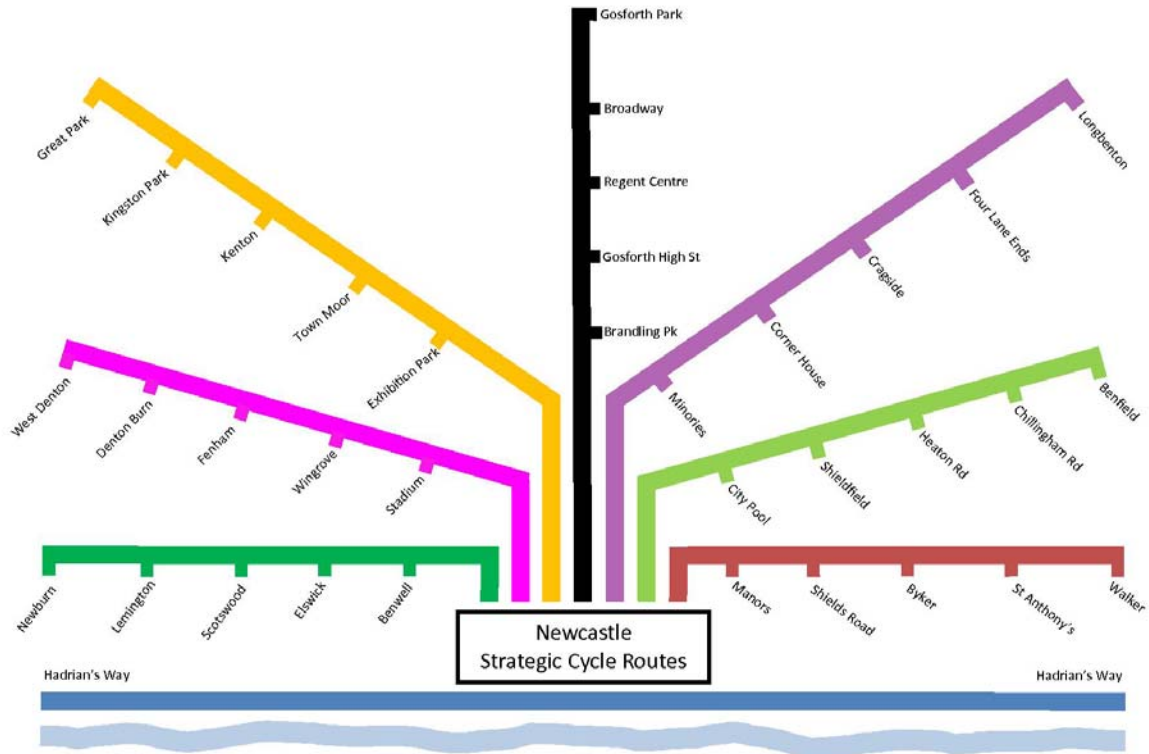 Gosforth Park
Broadway
Regent Centre
Gosforth High St
Brandling Pk
Great Park
Kingston Park
Kenton
Town Moor
Exhibition Park
Longbenton
Four Lane Ends
Cragside
Corner House
Minories
West Denton
Denton Burn
Fenham
Wingrove
Stadium
Benfield
Chillingham Rd
Heaton Rd
Shieldfield
City Pool
Newburn
Lemington
Scotswood
Elswick
Benwell
Manors
Shields Road
Byker
St Anthony's
Walker
Newcastle
Strategic Cycle Routes
Hadrian's Way
Hadrian's Way